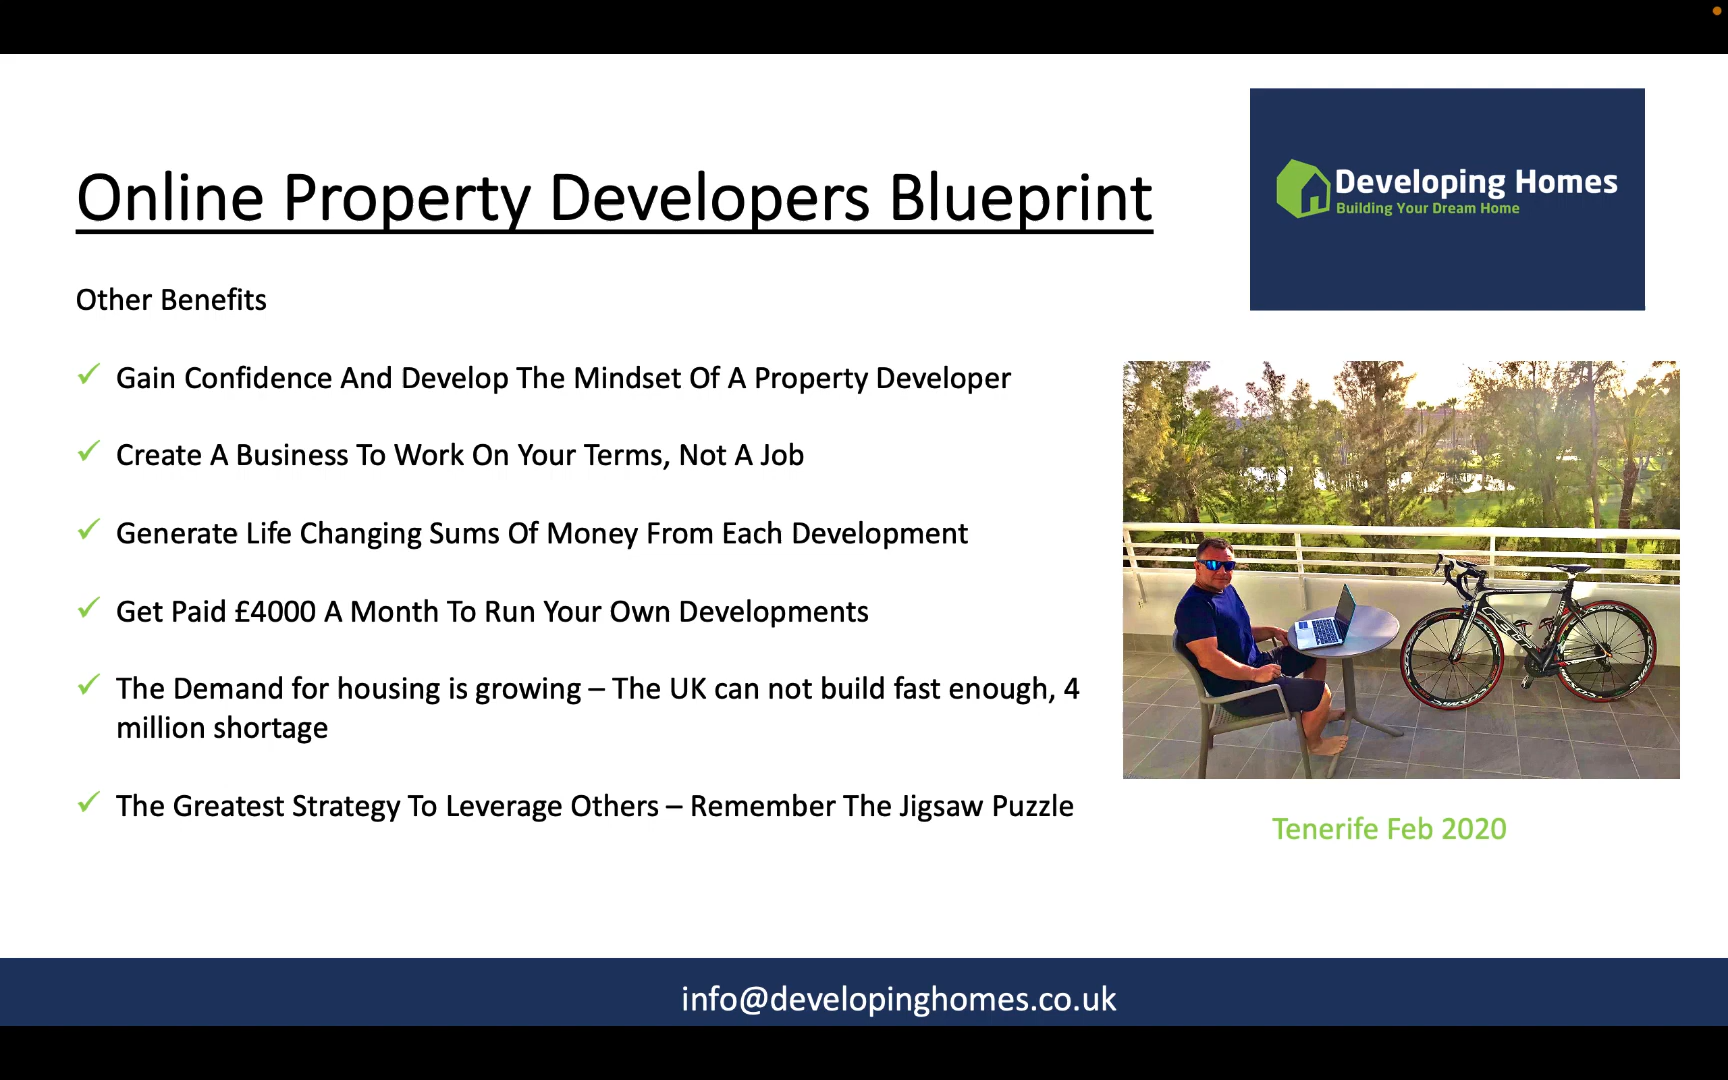 Online Property Developers Blueprint
Developing Homes
Building Your Dream Home
Other Benefits
✓ Gain Confidence And Develop The Mindset Of A Property Developer
✓ Create A Business To Work On Your Terms, Not A Job
✓ Generate Life Changing Sums Of Money From Each Development
✓ Get Paid £4000 A Month To Run Your Own Developments
✓ The Demand for housing is growing – The UK can not build fast enough, 4
million shortage
✓ The Greatest Strategy To Leverage Others – Remember The Jigsaw Puzzle
Tenerife Feb 2020
info@developinghomes.co.uk